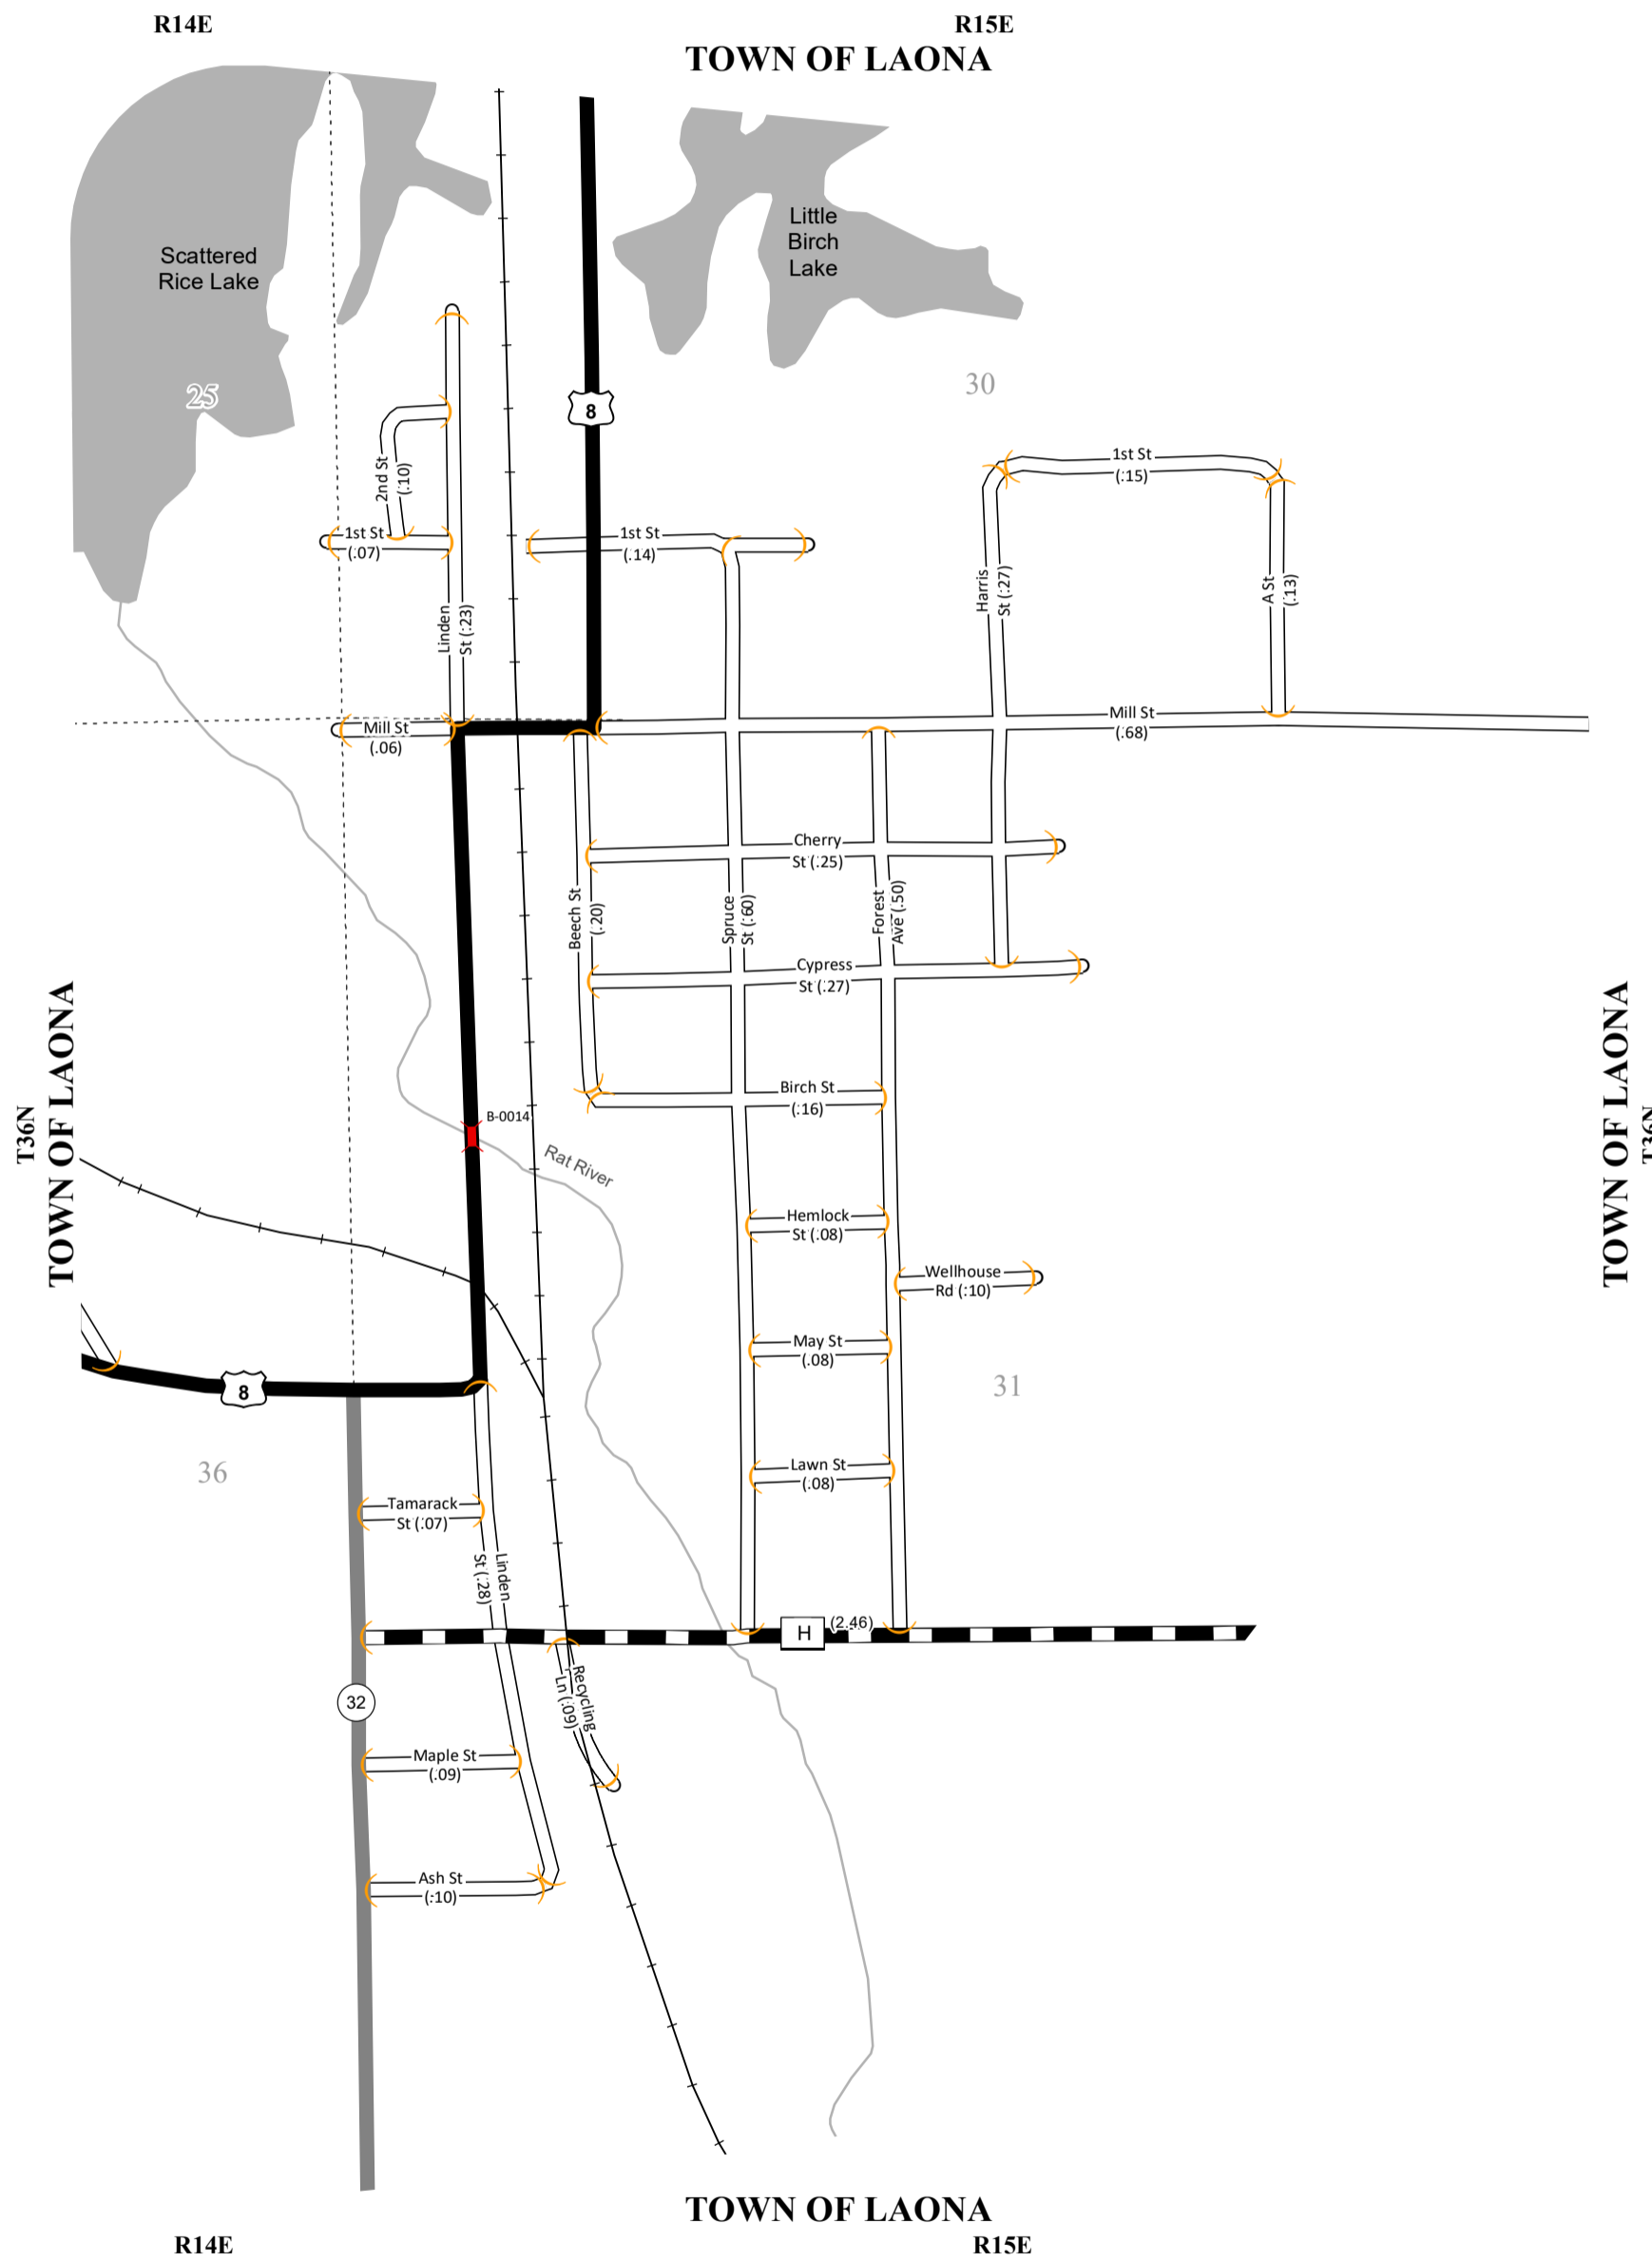 R14E
R15E
TOWN OF LAONA
Scattered
Rice Lake
Little
Birch
Lake
25
30
8
2nd St
(.10)
1st St
(.15)
1st St
(.07)
1st St
(.14)
Harris
St (.27)
A St
(.13)
Linden
St (.23)
Mill St
(.06)
Mill St
(.68)
Cherry
St (.25)
Beech St
(.20)
Spruce
St (.60)
Forest
Ave (.50)
Cypress
St (.27)
T36N
TOWN OF LAONA
TOWN OF LAONA
T36N
Birch St
(.16)
B-0014
Rat River
Hemlock
St (.08)
Wellhouse
Rd (.10)
May St
(.08)
8
31
36
Lawn St
(.08)
Tamarack
St (.07)
Linden
St (.28)
H
(2.46)
32
Recycling
Ln (.09)
Maple St
(.09)
Ash St
(.10)
TOWN OF LAONA
R14E
R15E